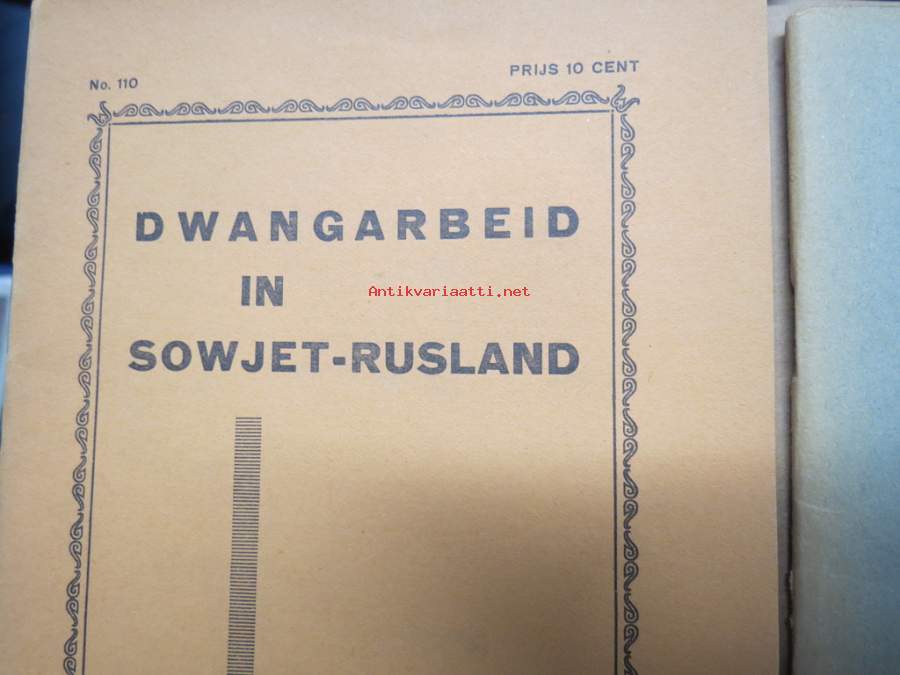 No. 110
PRIJS 10 CENT
DWANGARBEID
IN
Antikvariaatti.net
SOWJET-RUSLAND